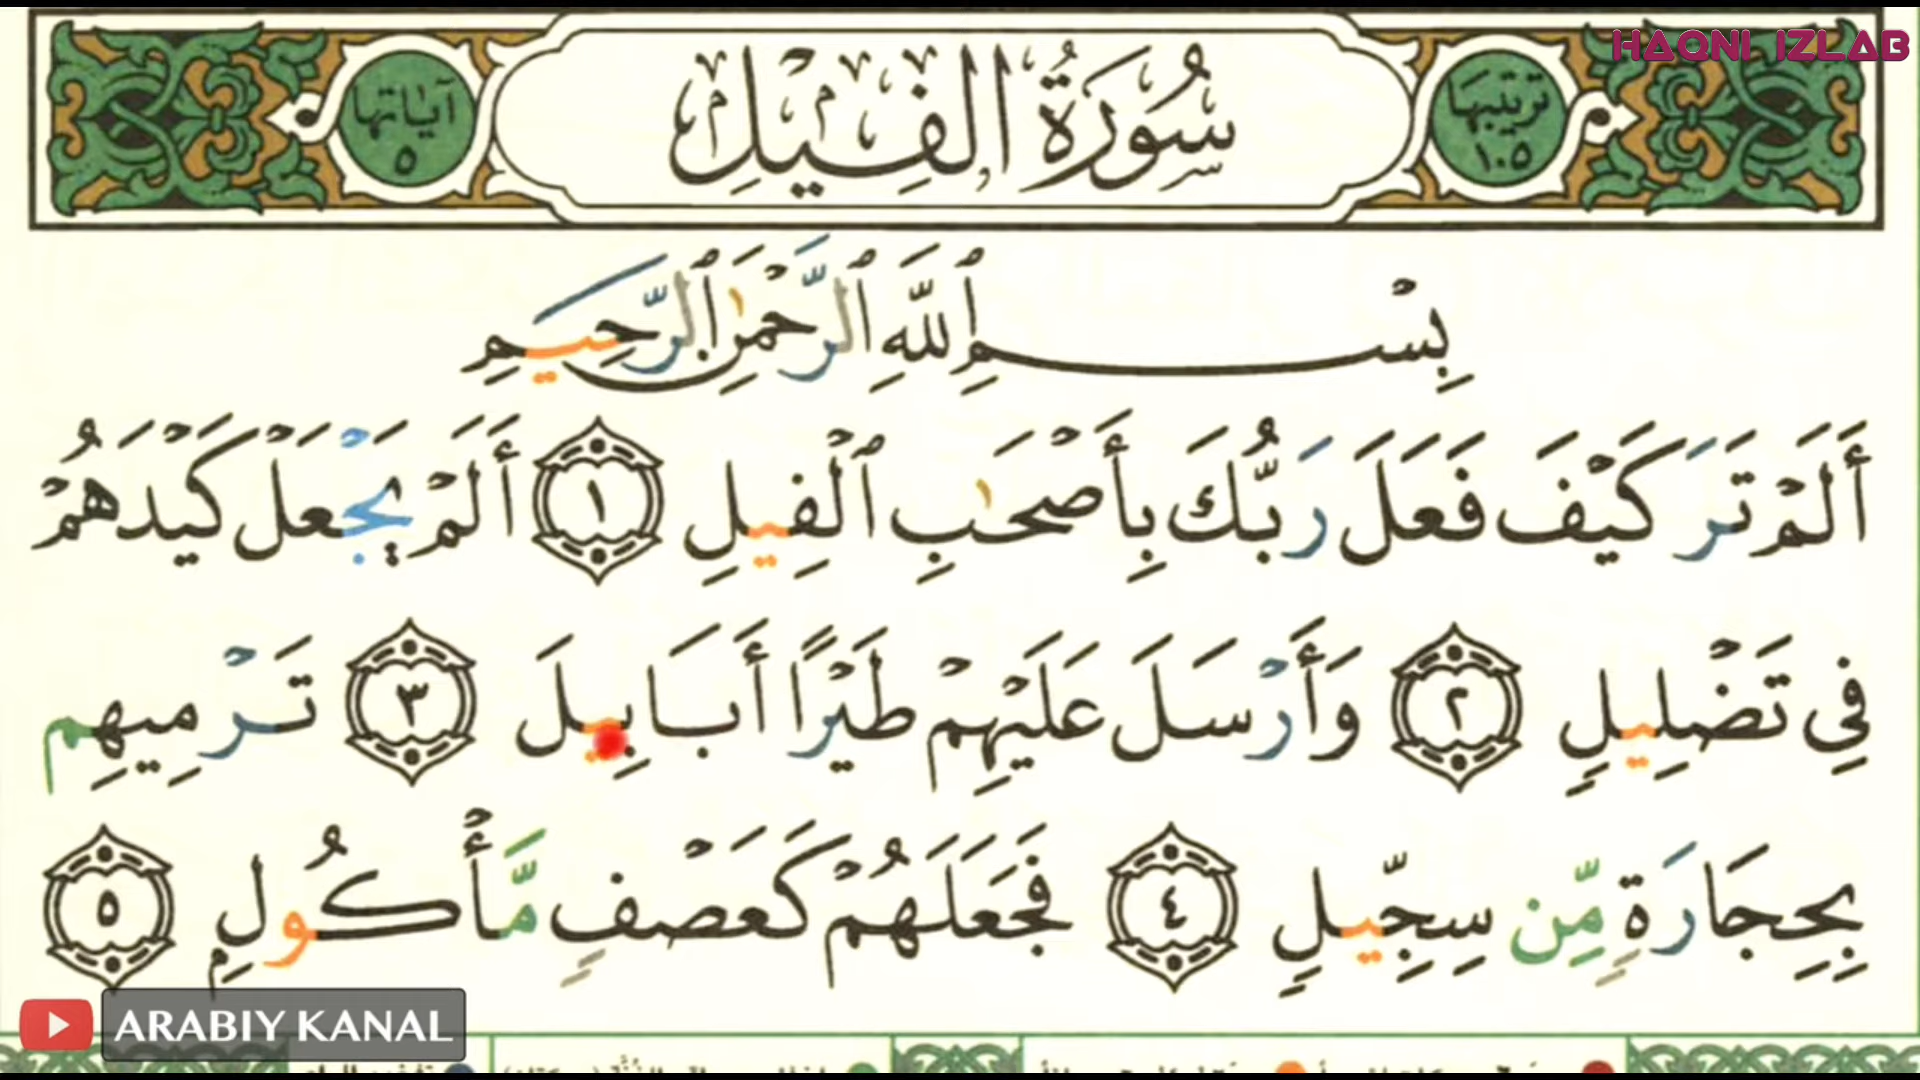 HAQNI IZLAB
ترتيبها ١٠٥
سُورَةُ الفِيلِ
آياتها ٥
بِسْمِ ٱللَّهِ ٱلرَّحْمَٰنِ ٱلرَّحِيمِ
أَلَمْ تَرَ كَيْفَ فَعَلَ رَبُّكَ بِأَصْحَٰبِ ٱلْفِيلِ ١ أَلَمْ يَجْعَلْ كَيْدَهُمْ
فِي تَضْلِيلٍ ٢ وَأَرْسَلَ عَلَيْهِمْ طَيْرًا أَبَابِيلَ ٣ تَرْمِيهِم
بِحِجَارَةٍ مِّن سِجِّيلٍ ٤ فَجَعَلَهُمْ كَعَصْفٍ مَّأْكُولٍ ٥
ARABIY KANAL